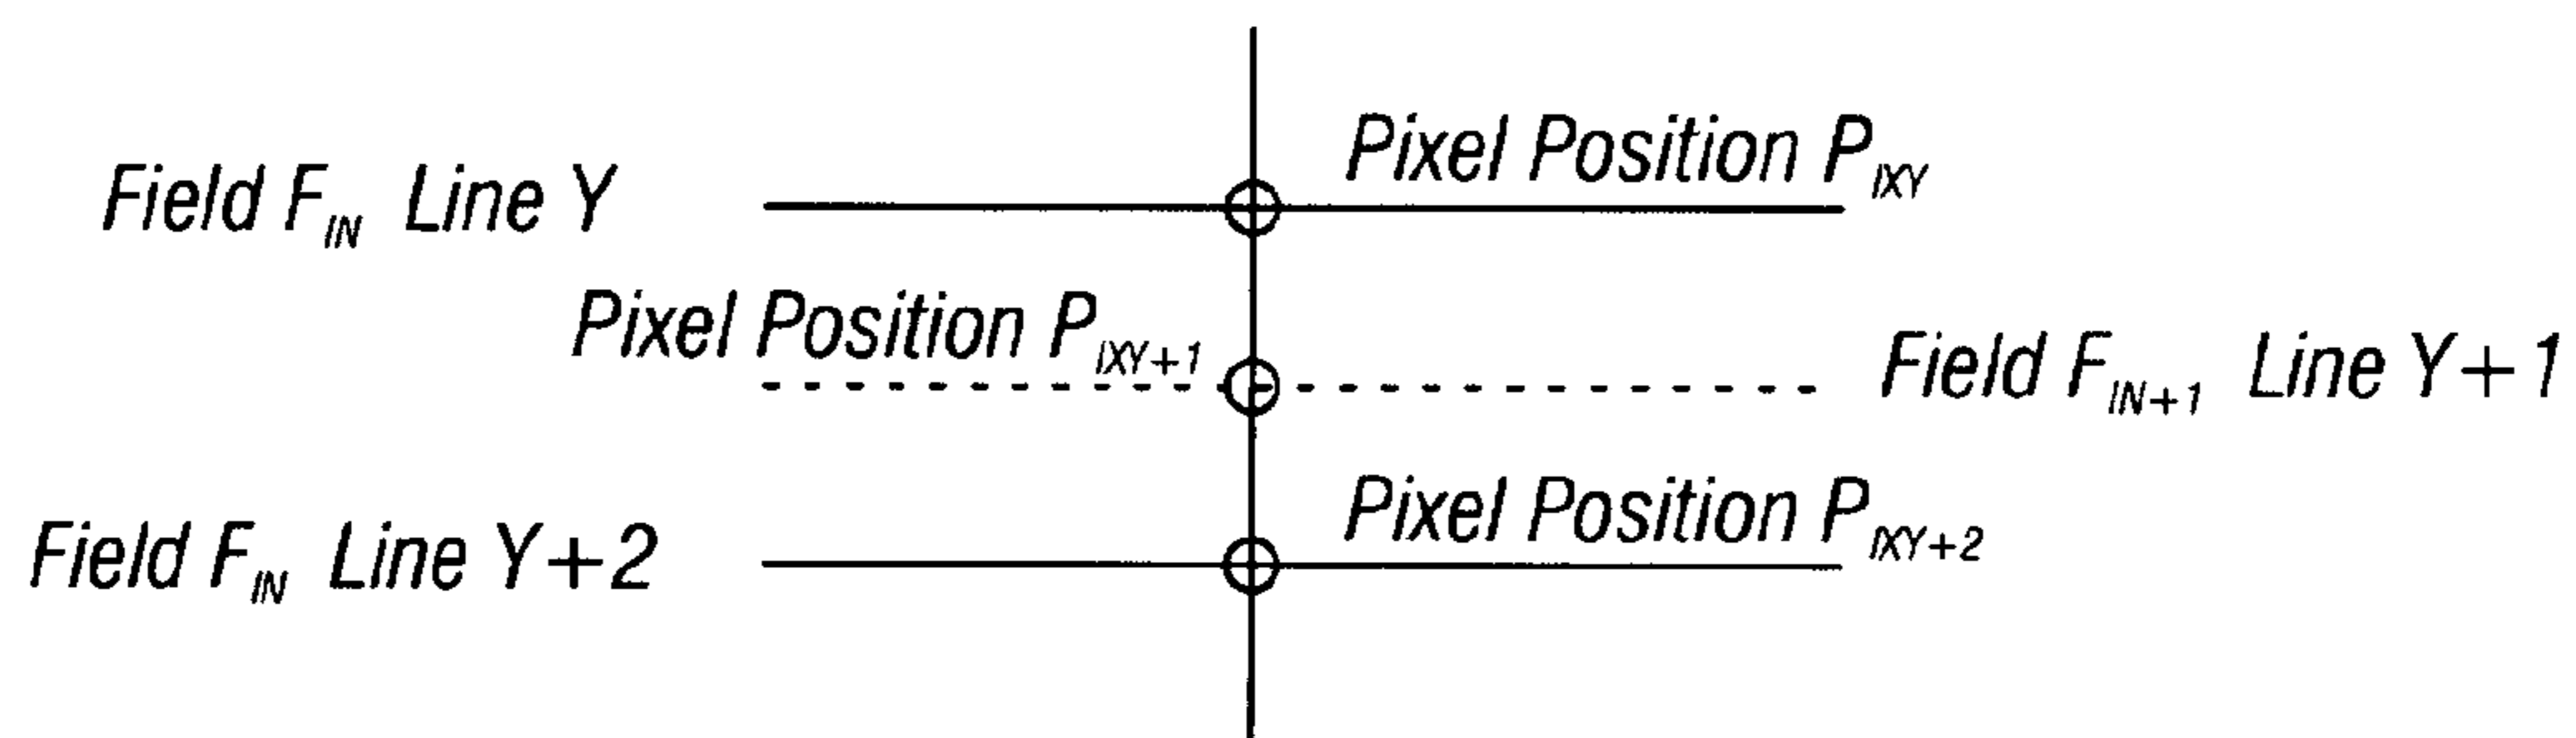 Pixel Position P_IXY
Field F_IN Line Y
Pixel Position P_IXY+1
Field F_IN+1 Line Y+1
Pixel Position P_IXY+2
Field F_IN Line Y+2